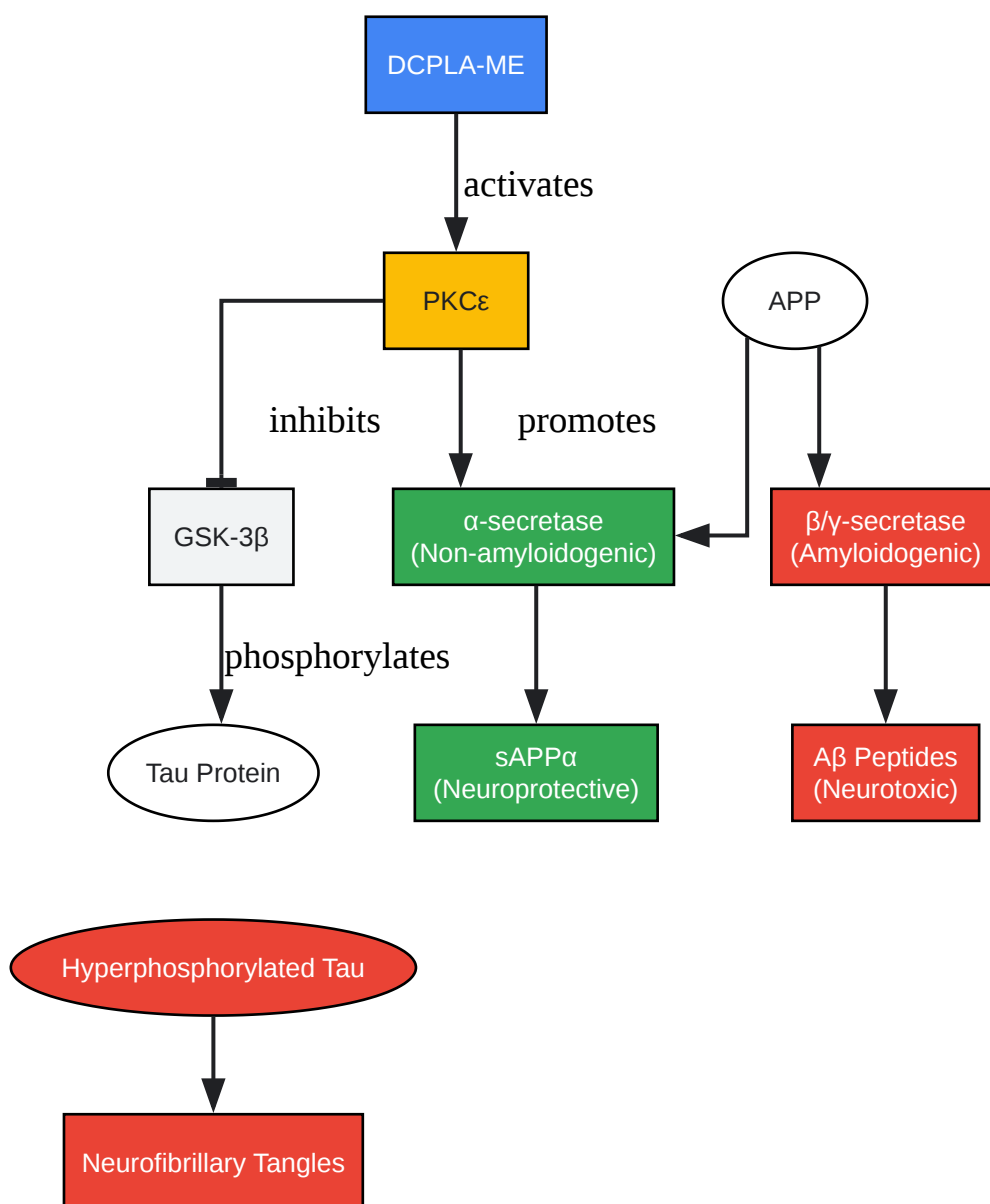 DCPLA-ME
activates
PKCε
APP
inhibits
promotes
GSK-3β
α-secretase
(Non-amyloidogenic)
β/γ-secretase
(Amyloidogenic)
phosphorylates
Tau Protein
sAPPα
(Neuroprotective)
Aβ Peptides
(Neurotoxic)
Hyperphosphorylated Tau
Neurofibrillary Tangles